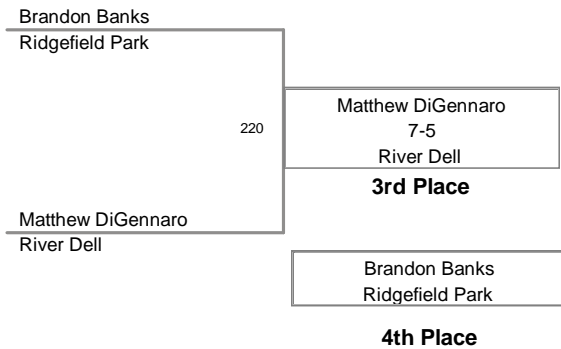 Brandon Banks
Ridgefield Park
220
Matthew DiGennaro
7-5
River Dell
3rd Place
Matthew DiGennaro
River Dell
Brandon Banks
Ridgefield Park
4th Place